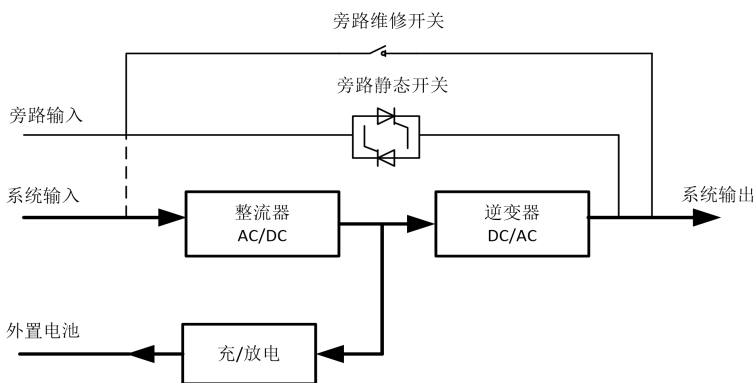 旁路维修开关
旁路静态开关
旁路输入
系统输入
整流器
AC/DC
逆变器
DC/AC
系统输出
外置电池
充/放电